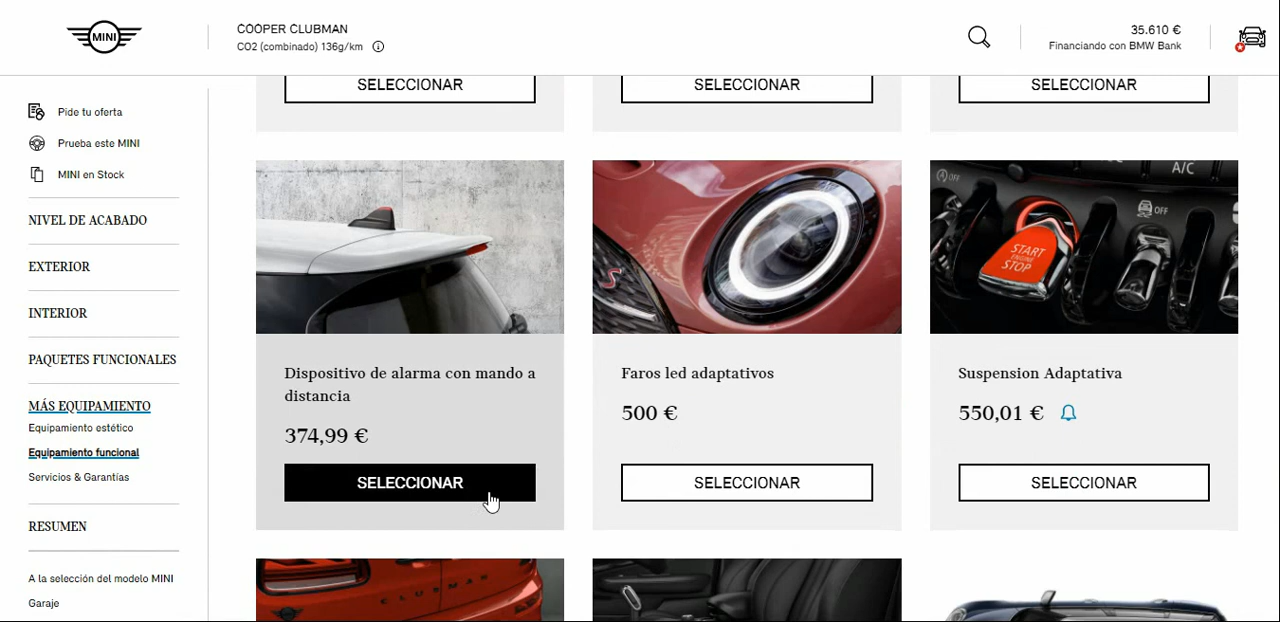 MINI
COOPER CLUBMAN
CO2 (combinado) 136g/km
35.610 €
Financiando con BMW Bank
Pide tu oferta
Prueba este MINI
MINI en Stock
NIVEL DE ACABADO
EXTERIOR
INTERIOR
PAQUETES FUNCIONALES
MÁS EQUIPAMIENTO
Equipamiento estético
Equipamiento funcional
Servicios & Garantías
RESUMEN
A la selección del modelo MINI
Garaje
SELECCIONAR
SELECCIONAR
SELECCIONAR
Dispositivo de alarma con mando a
distancia
374,99 €
SELECCIONAR
S
Faros led adaptativos
500 €
SELECCIONAR
OFF
A/C
OFF
START
ENGINE
STOP
Suspension Adaptativa
550,01 €
SELECCIONAR
CLUBMAN